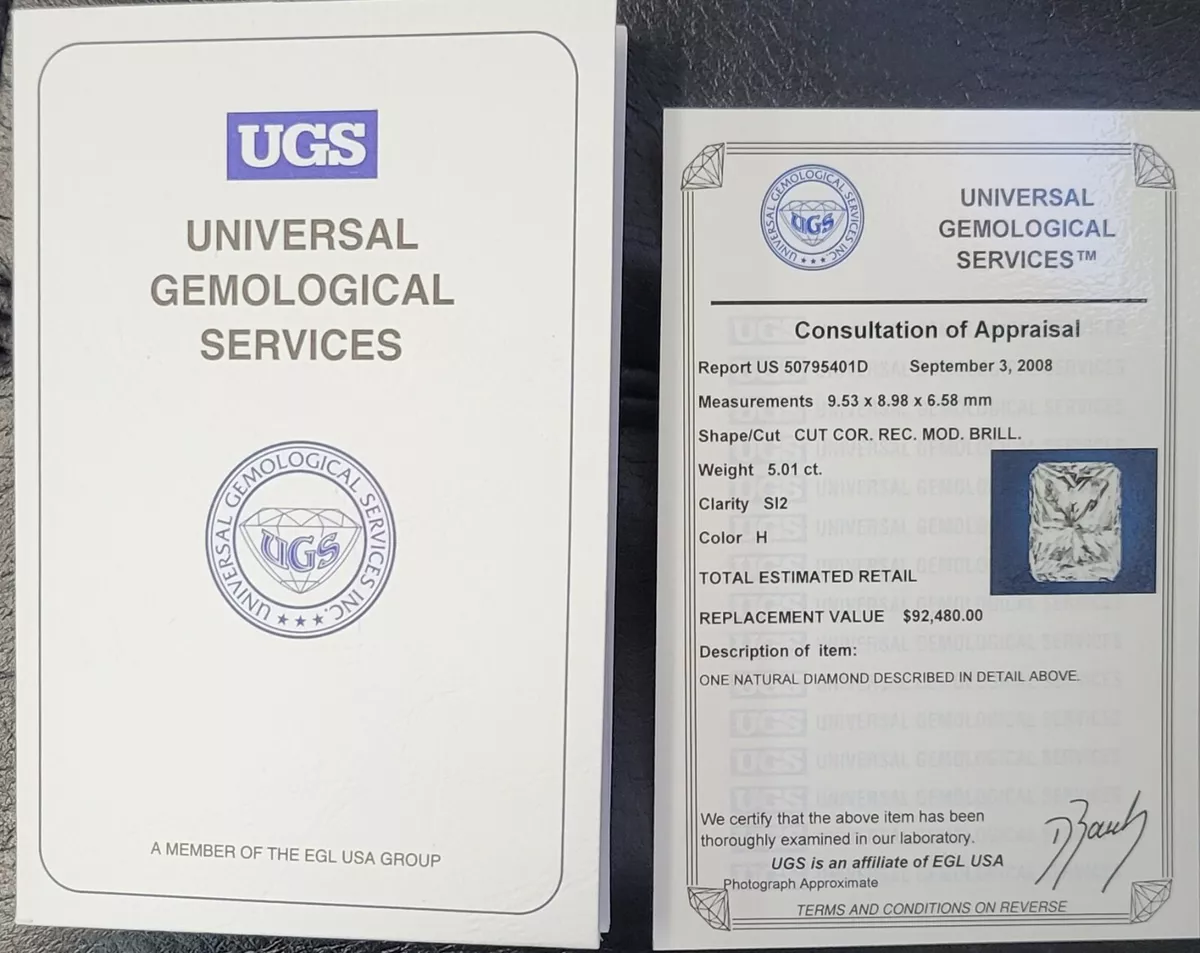 UGS
UNIVERSAL
GEMOLOGICAL
SERVICES
UNIVERSAL GEMOLOGICAL SERVICES INC.
UGS
A MEMBER OF THE EGL USA GROUP
UNIVERSAL GEMOLOGICAL SERVICES INC.
UGS
UNIVERSAL
GEMOLOGICAL
SERVICES™
Consultation of Appraisal
Report US 50795401D September 3, 2008
Measurements 9.53 x 8.98 x 6.58 mm
Shape/Cut CUT COR. REC. MOD. BRILL.
Weight 5.01 ct.
Clarity SI2
Color H
TOTAL ESTIMATED RETAIL
REPLACEMENT VALUE $92,480.00
Description of item:
ONE NATURAL DIAMOND DESCRIBED IN DETAIL ABOVE.
We certify that the above item has been
thoroughly examined in our laboratory.
UGS is an affiliate of EGL USA
Photograph Approximate
TERMS AND CONDITIONS ON REVERSE